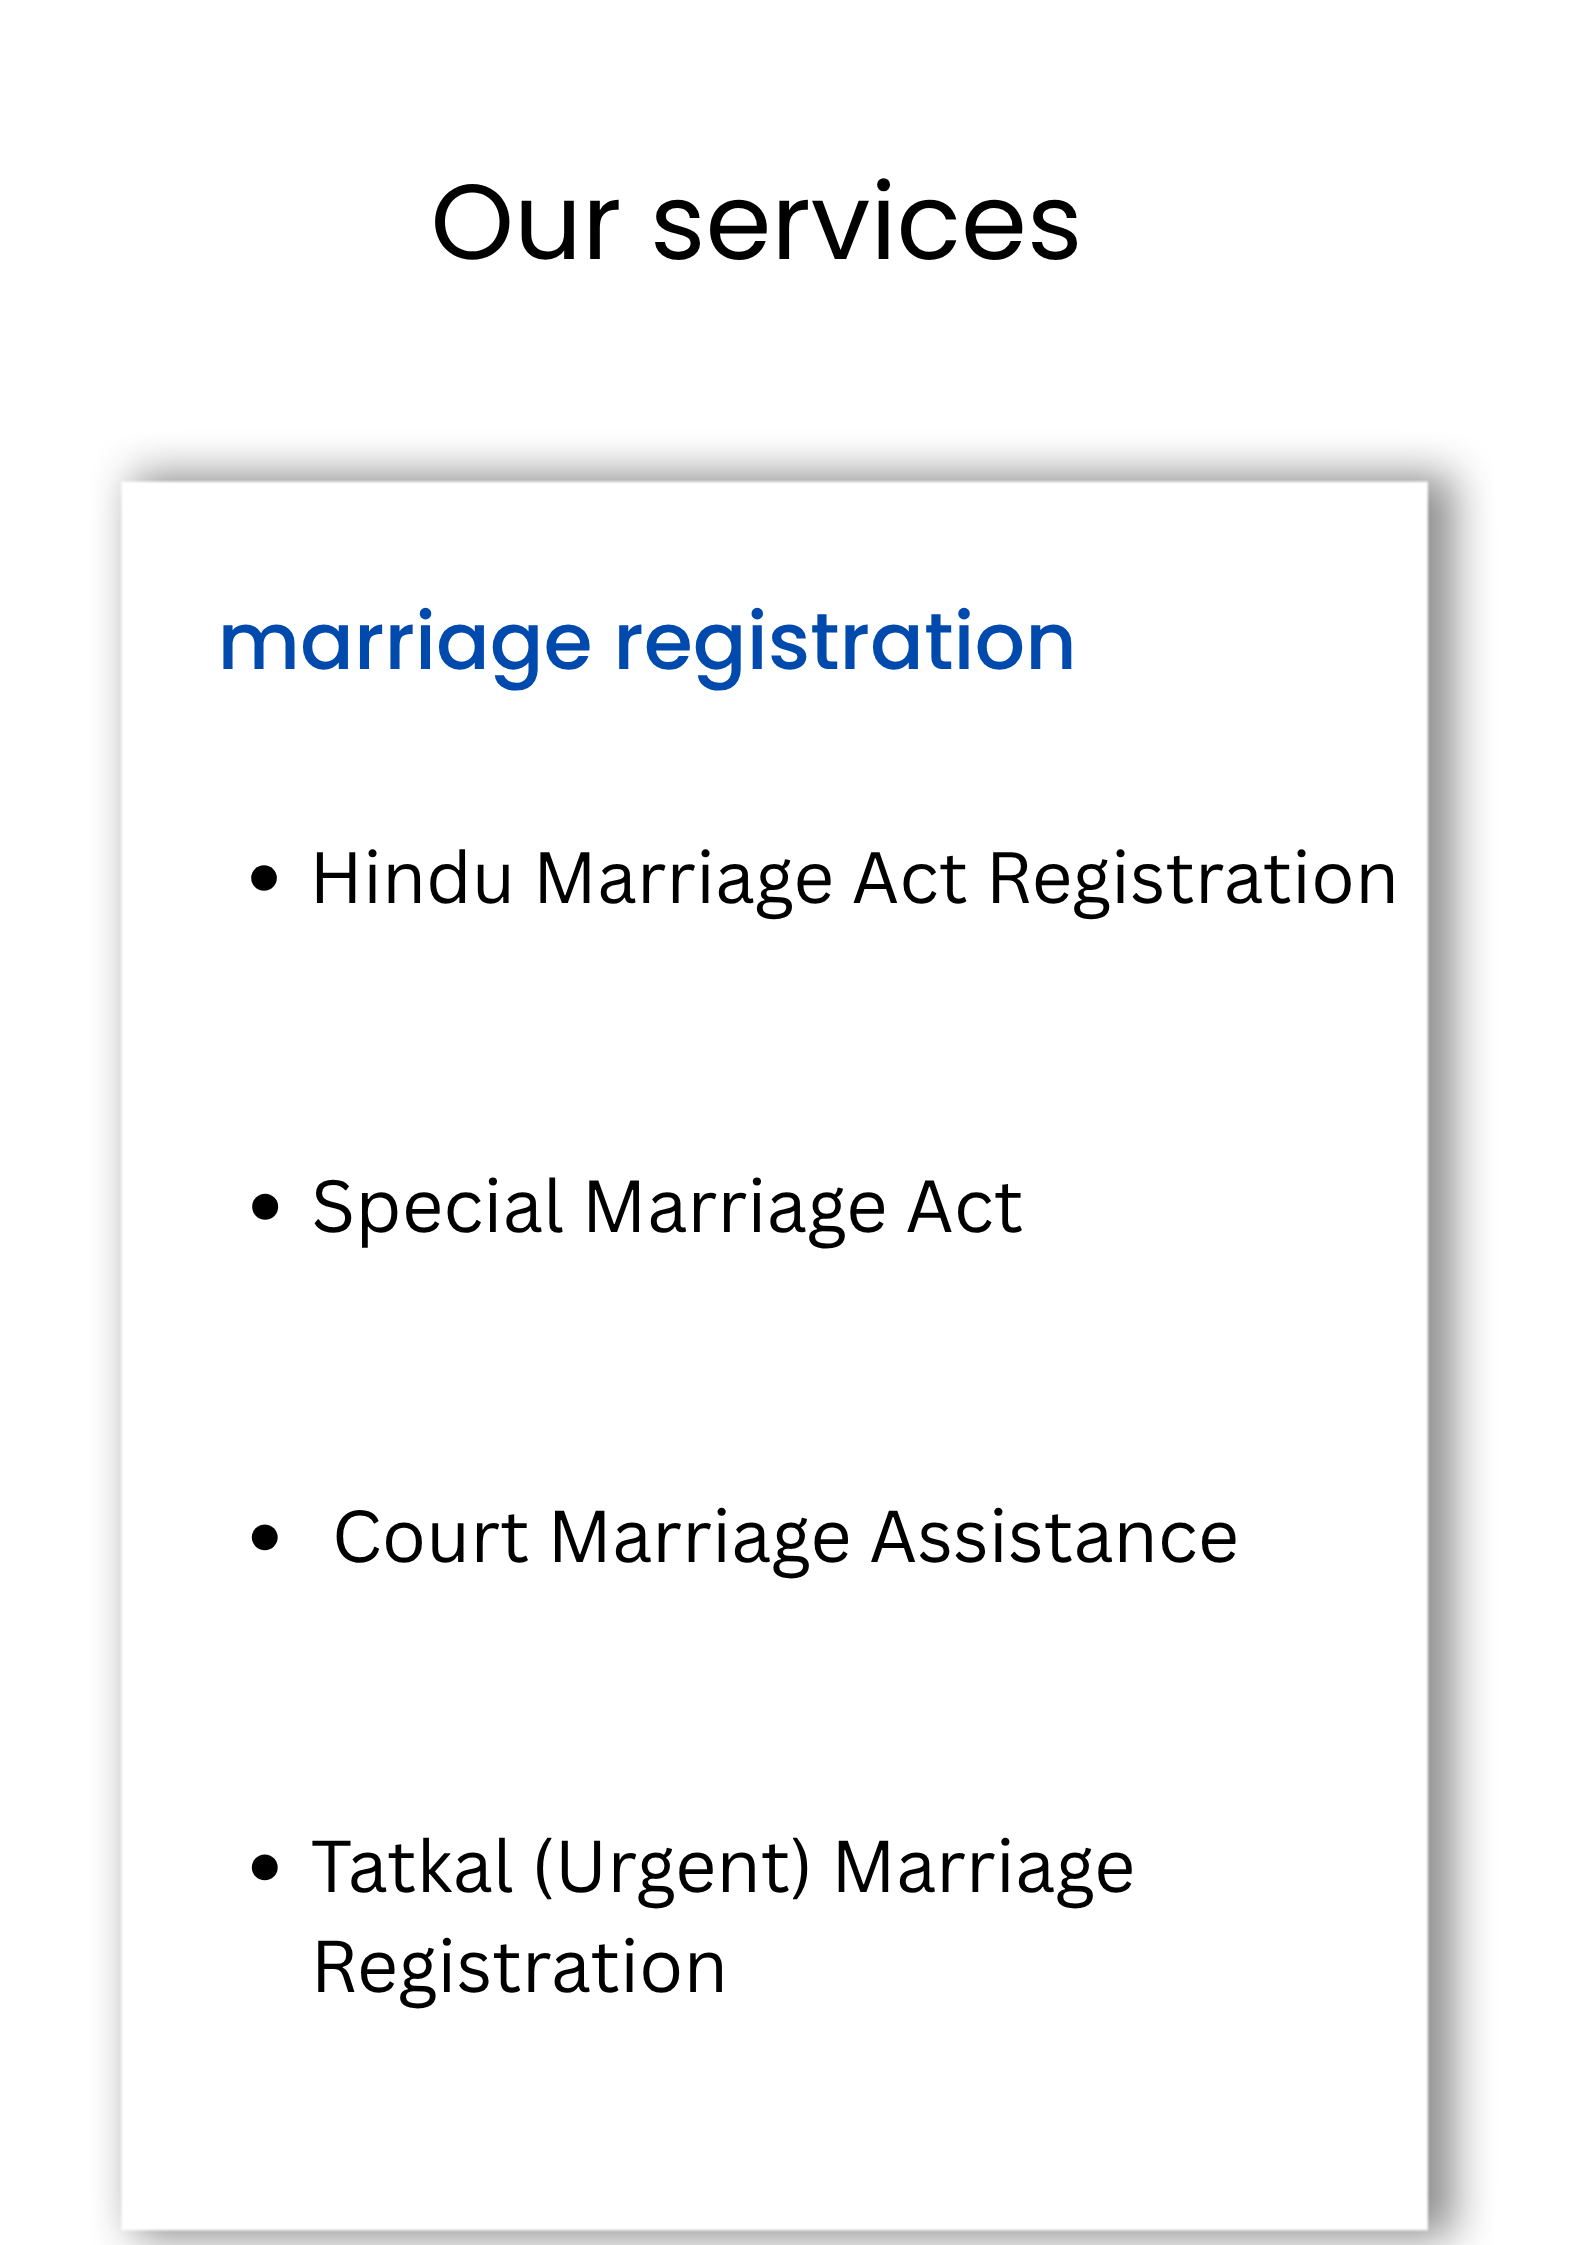 Our services
marriage registration
• Hindu Marriage Act Registration
• Special Marriage Act
• Court Marriage Assistance
• Tatkal (Urgent) Marriage
Registration